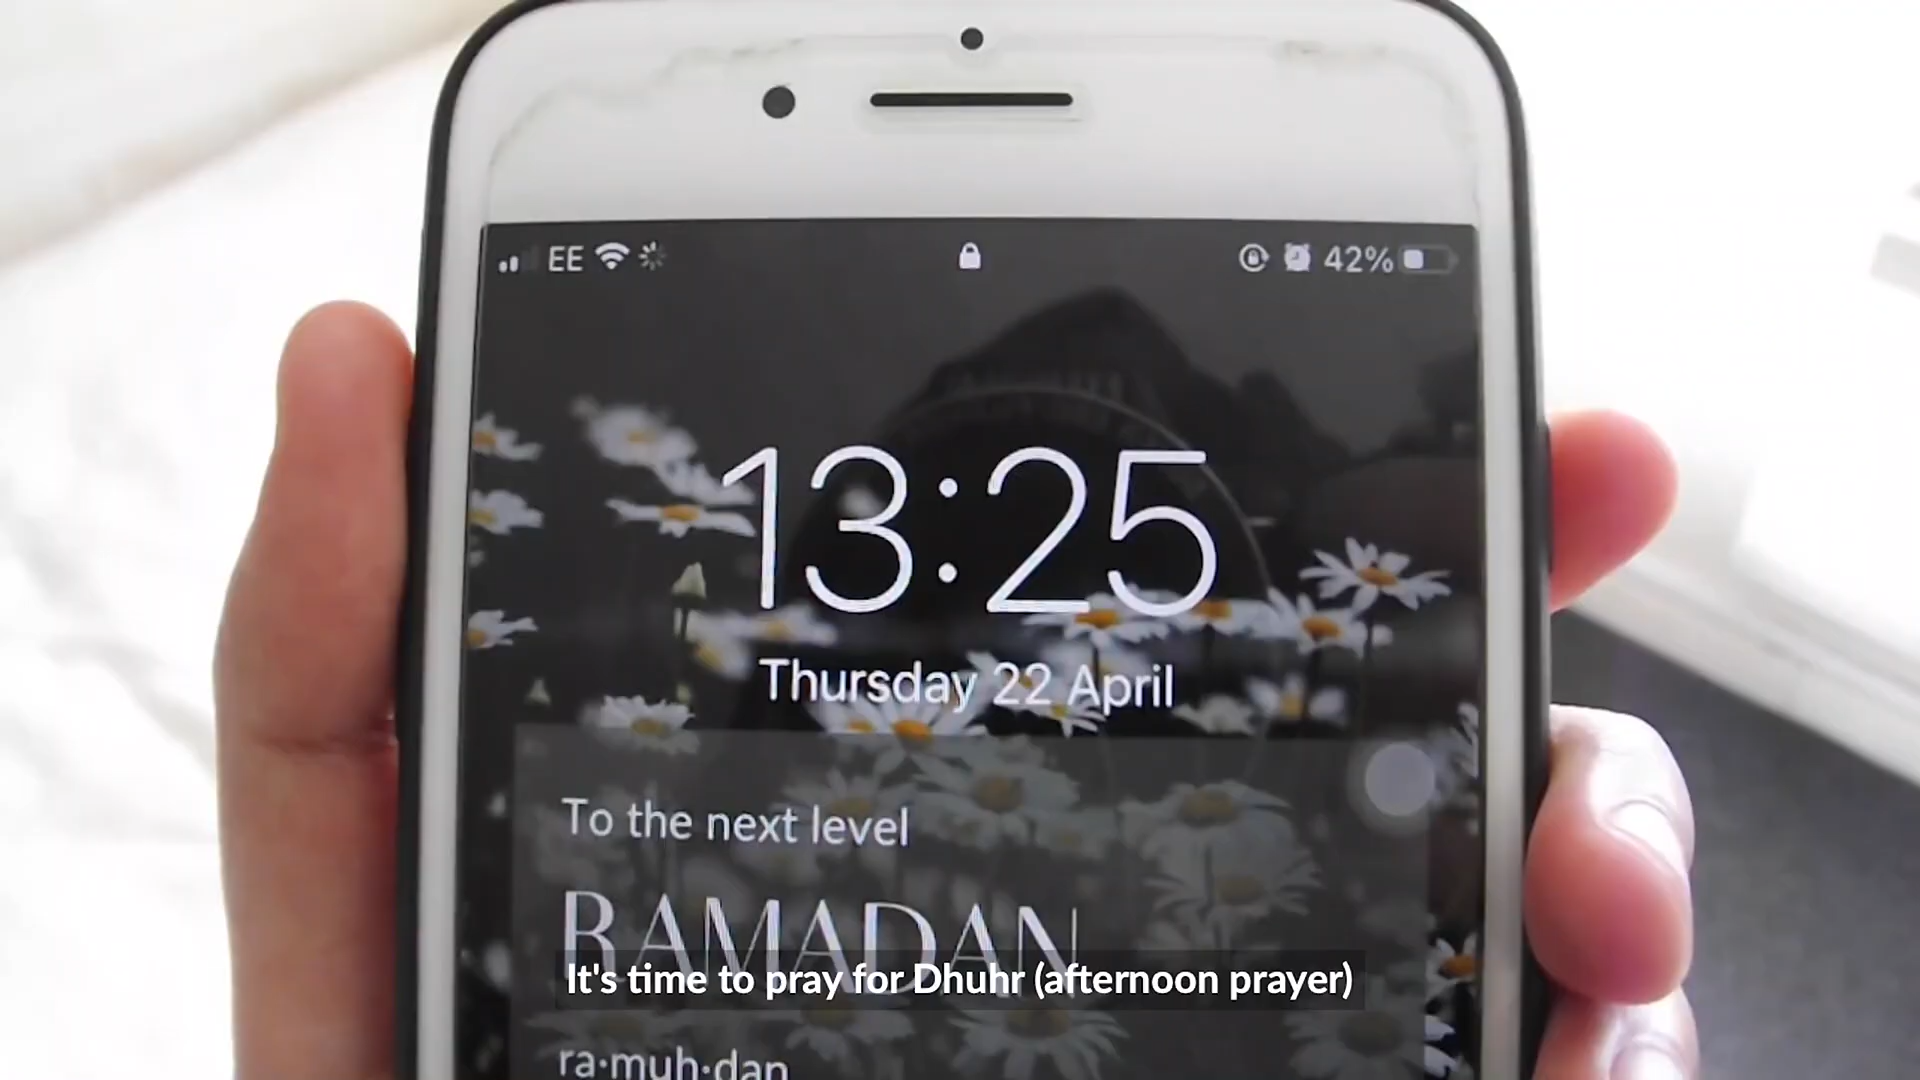 EE 42%
13:25
Thursday 22 April
To the next level
RAMADAN
It's time to pray for Dhuhr (afternoon prayer)
ra·muh·dan